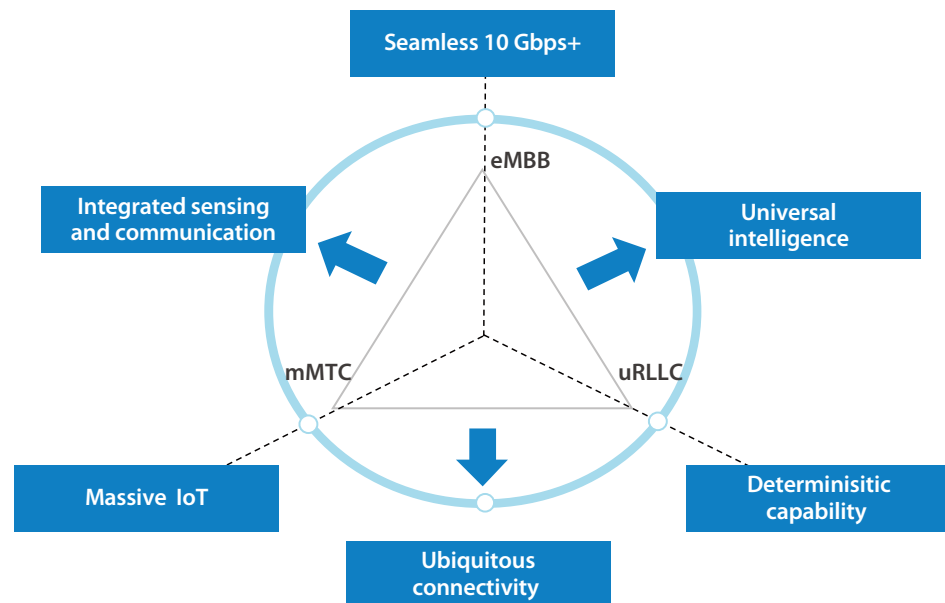 Seamless 10 Gbps+
eMBB
Integrated sensing
and communication
Universal
intelligence
mMTC
uRLLC
Massive IoT
Determinisitic
capability
Ubiquitous
connectivity